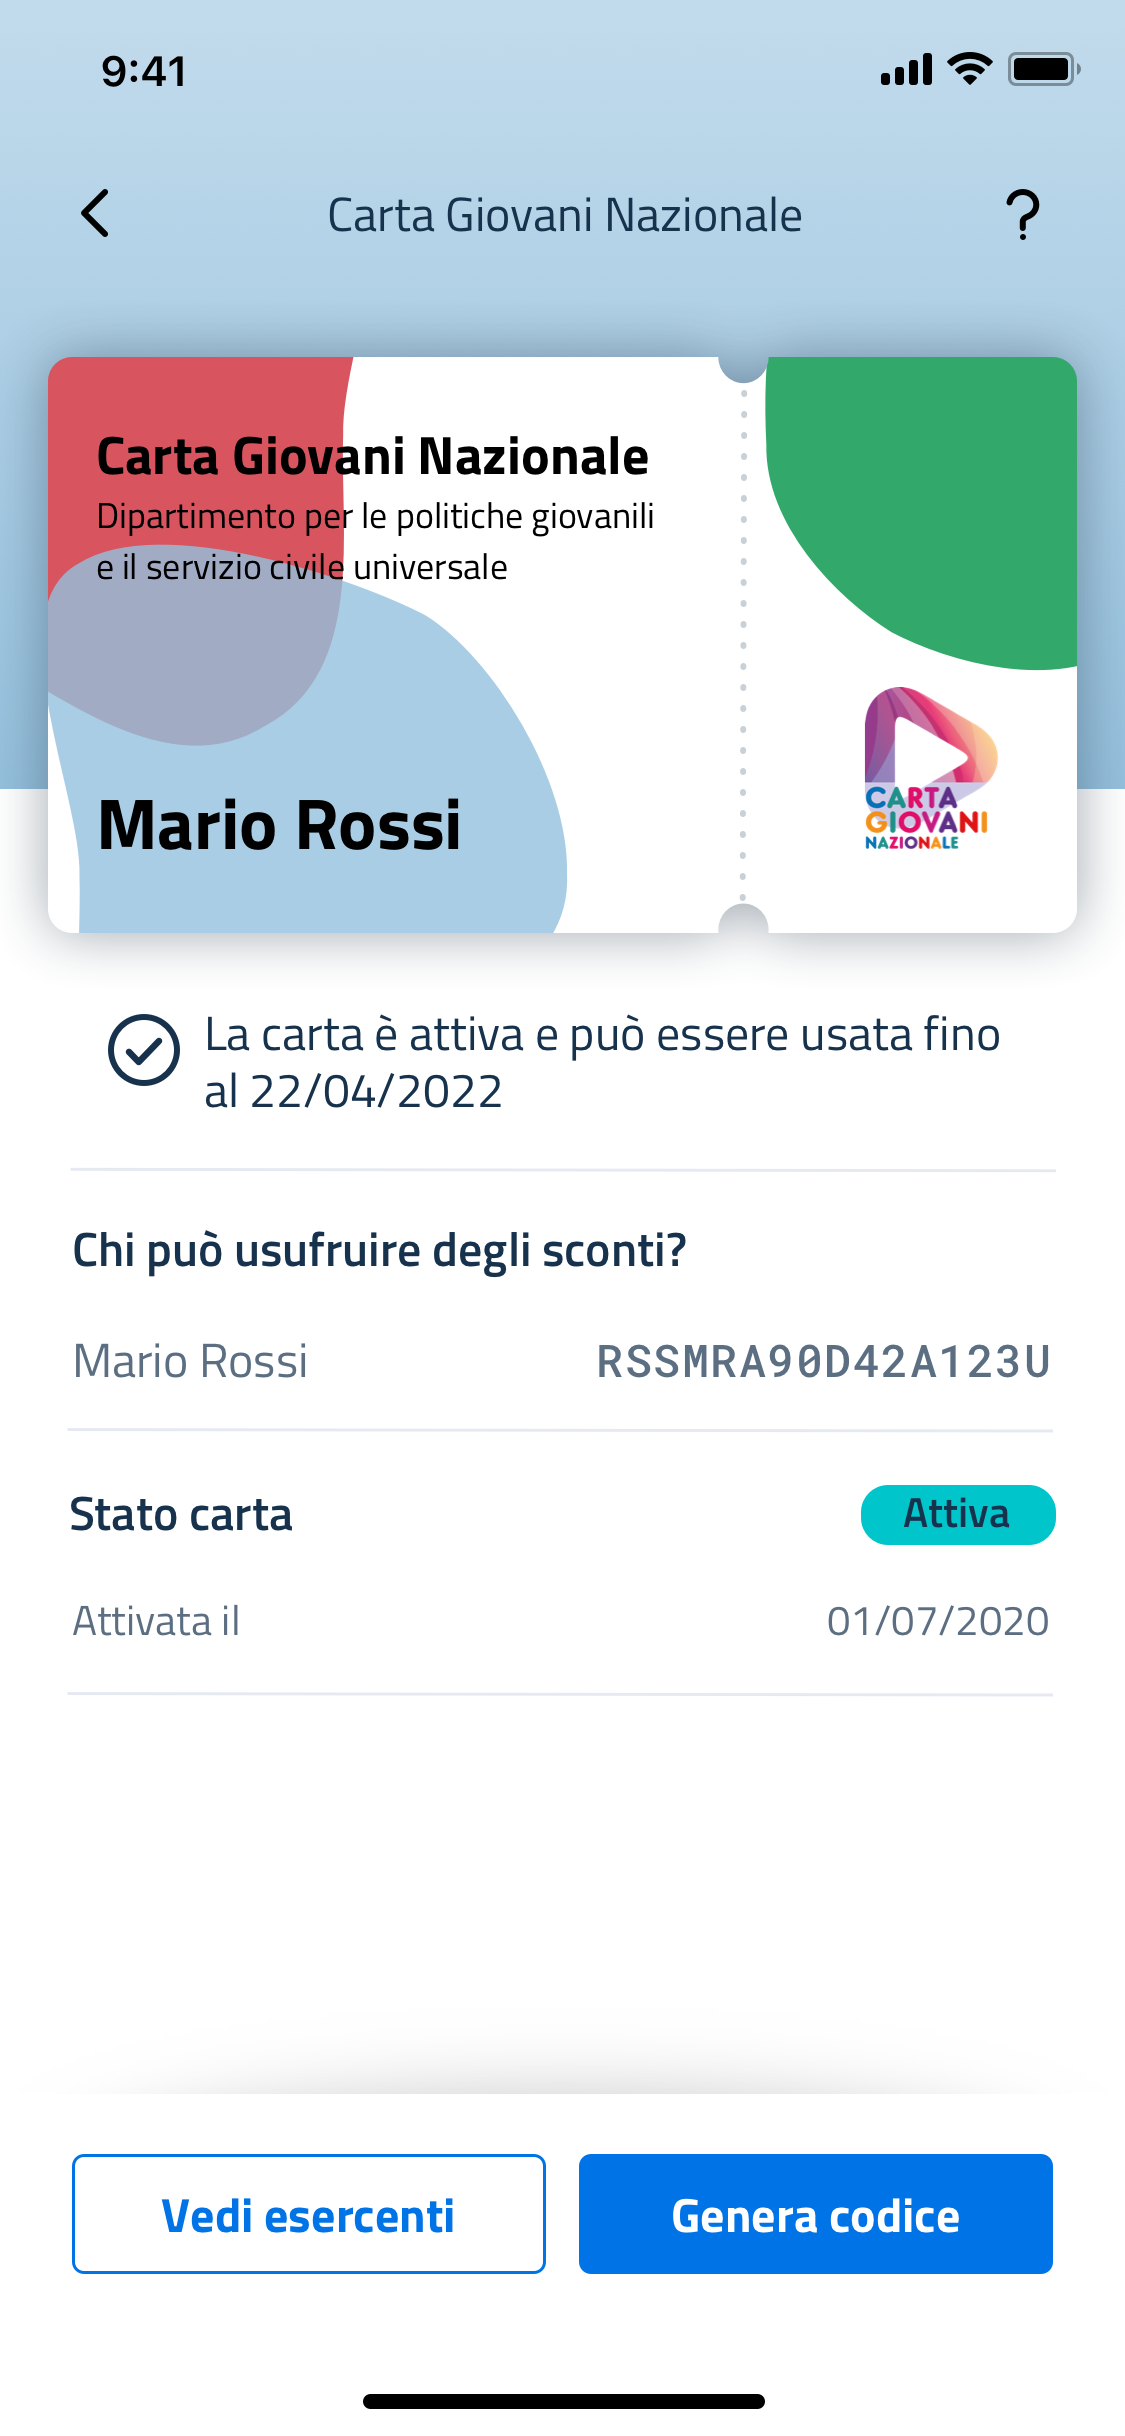 9:41
Carta Giovani Nazionale
Carta Giovani Nazionale
Dipartimento per le politiche giovanili
e il servizio civile universale
Mario Rossi
CARTA
GIOVANI
NAZIONALE
La carta è attiva e può essere usata fino
al 22/04/2022
Chi può usufruire degli sconti?
Mario Rossi RSSMRA90D42A123U
Stato carta Attiva
Attivata il 01/07/2020
Vedi esercenti Genera codice